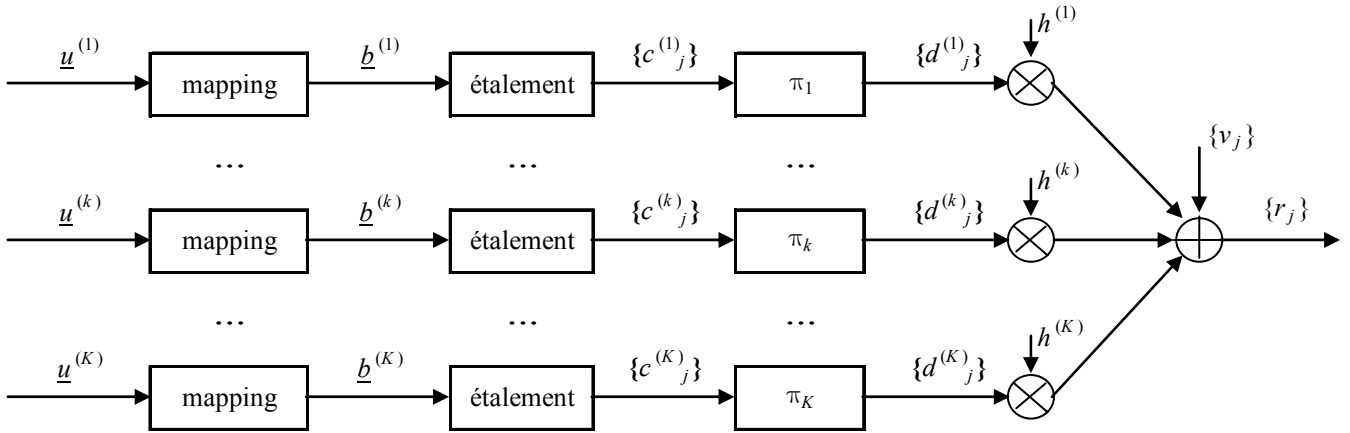 u^(1) mapping b^(1) étalement {c^(1)_j} π_1 {d^(1)_j} h^(1)
... ... ... {v_j}
u^(k) mapping b^(k) étalement {c^(k)_j} π_k {d^(k)_j} h^(k) {r_j}
... ... ...
u^(K) mapping b^(K) étalement {c^(K)_j} π_K {d^(K)_j} h^(K)